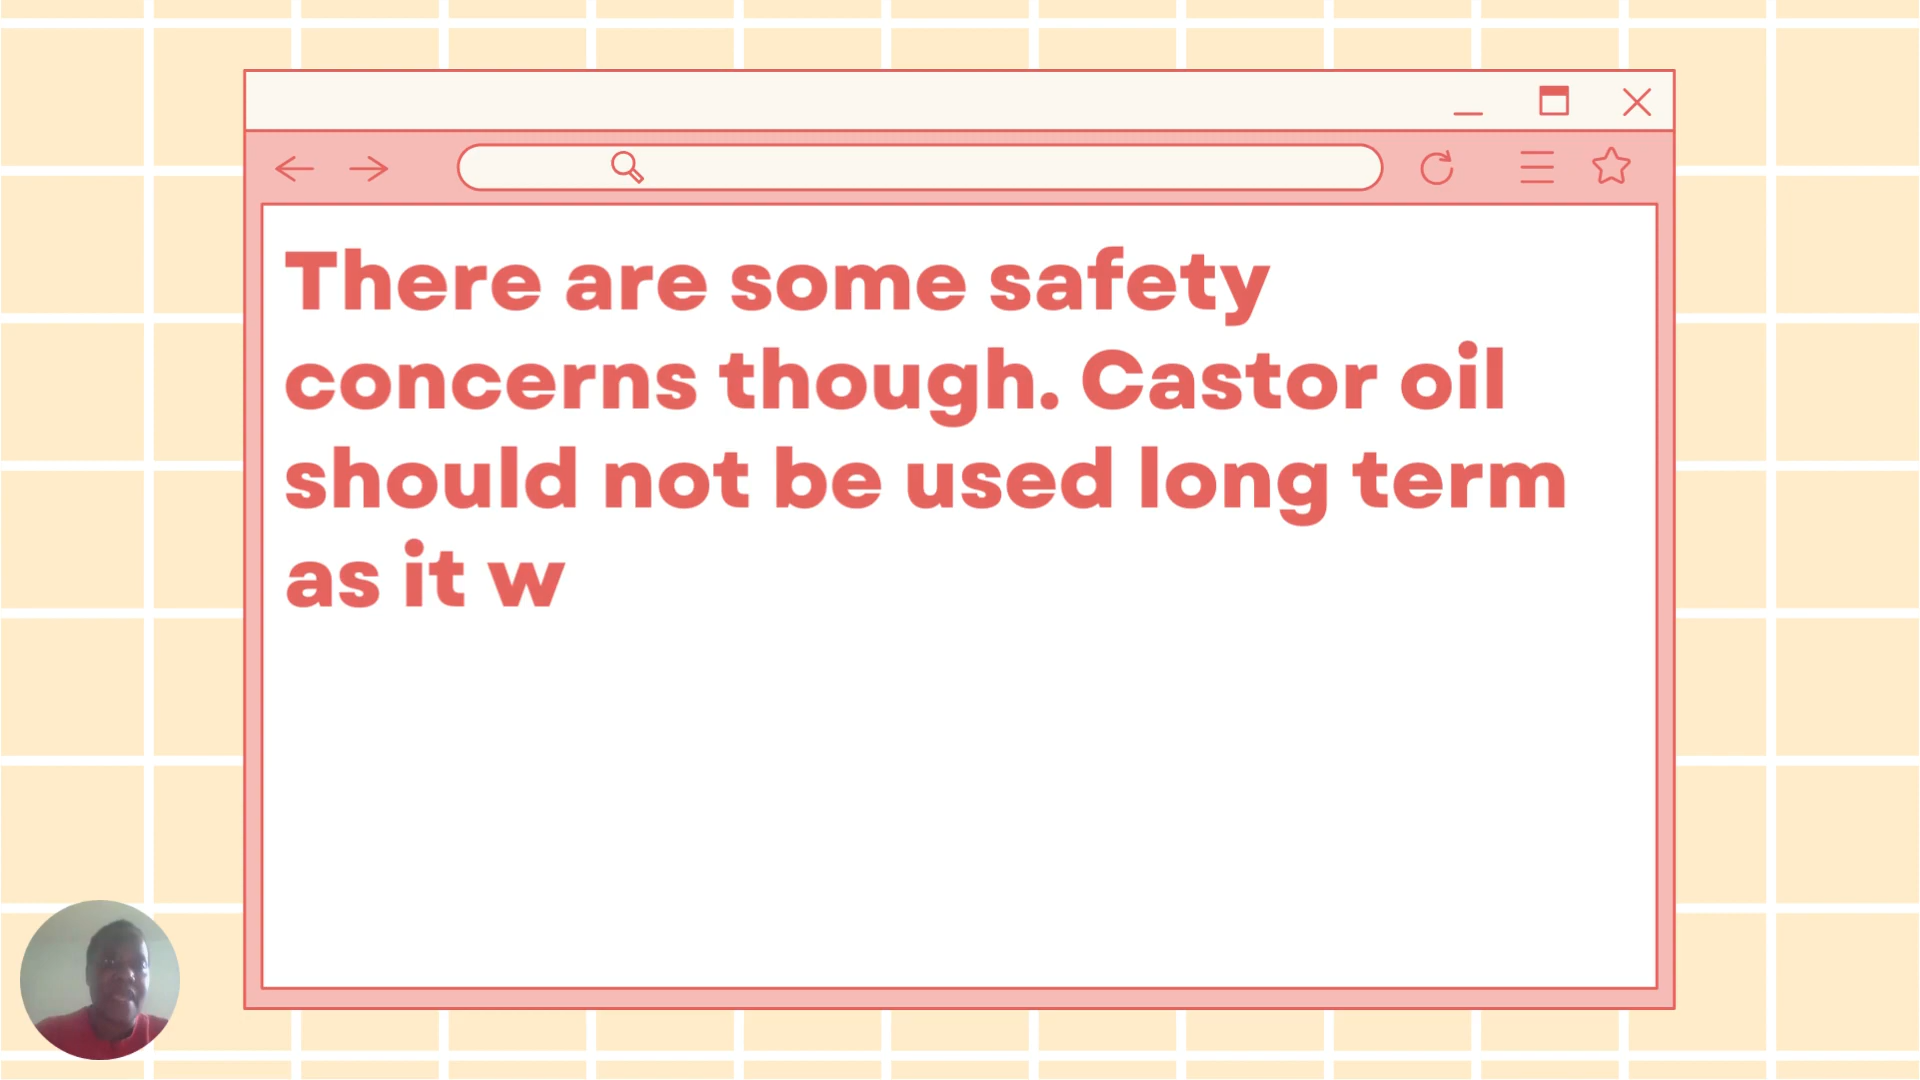 There are some safety
concerns though. Castor oil
should not be used long term
as it w